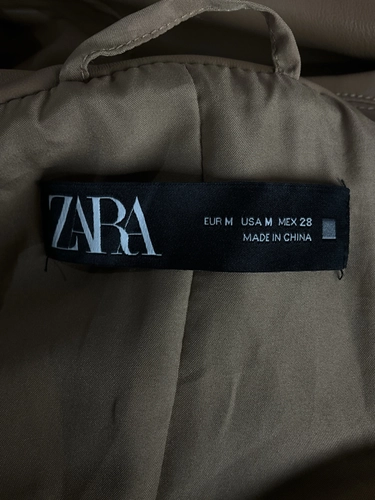 ZARA
EUR M USA M MEX 28
MADE IN CHINA